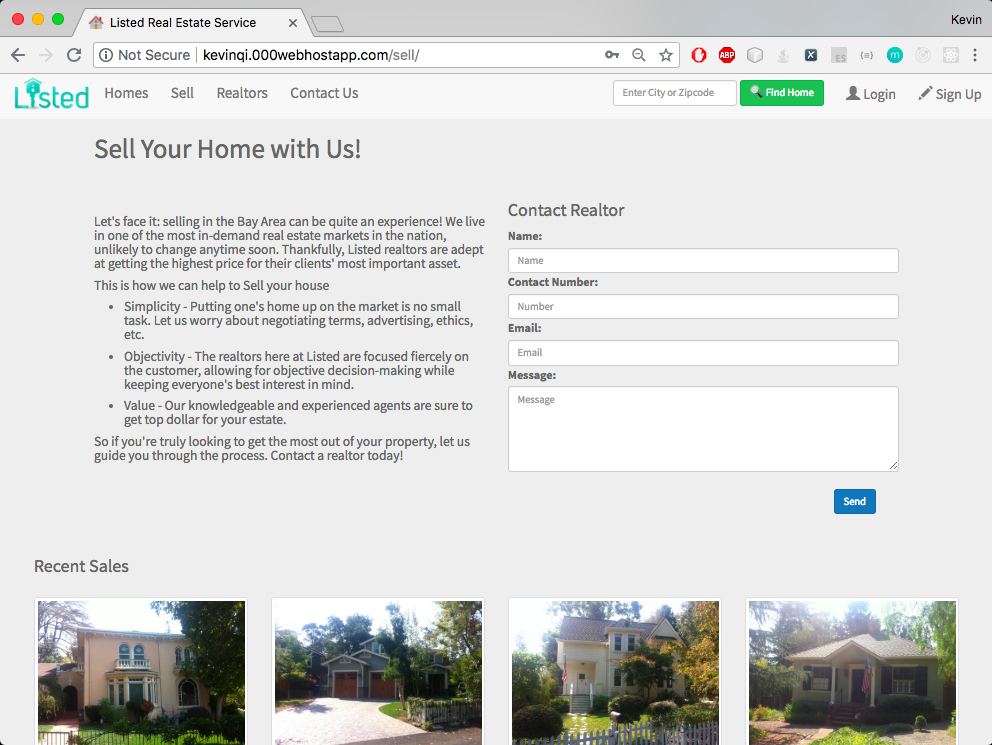 Listed Real Estate Service
Kevin
Not Secure
kevinqi.000webhostapp.com/sell/
ABP
X
ES
{≡}
m
Listed
Homes
Sell
Realtors
Contact Us
Enter City or Zipcode
Find Home
Login
Sign Up
Sell Your Home with Us!
Let's face it: selling in the Bay Area can be quite an experience! We live
in one of the most in-demand real estate markets in the nation,
unlikely to change anytime soon. Thankfully, Listed realtors are adept
at getting the highest price for their clients' most important asset.
This is how we can help to Sell your house
• Simplicity - Putting one's home up on the market is no small
task. Let us worry about negotiating terms, advertising, ethics,
etc.
• Objectivity - The realtors here at Listed are focused fiercely on
the customer, allowing for objective decision-making while
keeping everyone's best interest in mind.
• Value - Our knowledgeable and experienced agents are sure to
get top dollar for your estate.
So if you're truly looking to get the most out of your property, let us
guide you through the process. Contact a realtor today!
Contact Realtor
Name:
Name
Contact Number:
Number
Email:
Email
Message:
Message
Send
Recent Sales